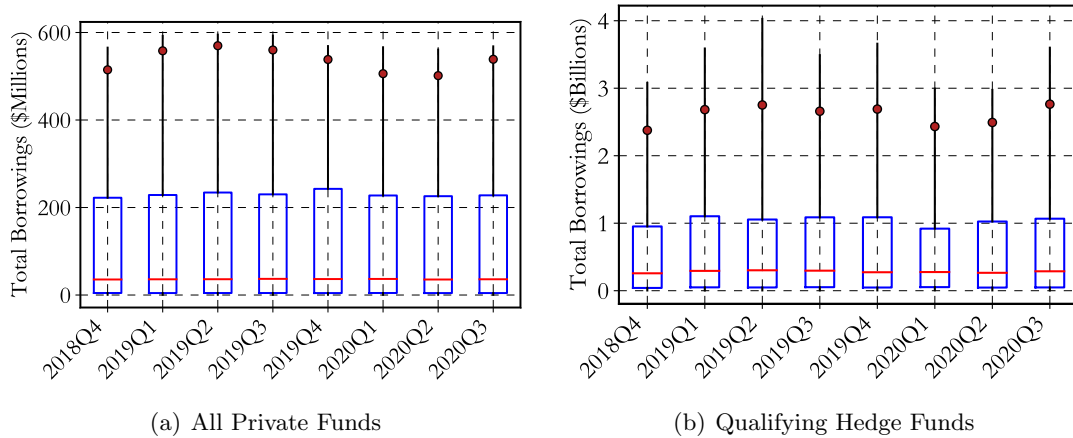 Total Borrowings ($Millions)
600
400
200
0
2018Q4
2019Q1
2019Q2
2019Q3
2019Q4
2020Q1
2020Q2
2020Q3
(a) All Private Funds
Total Borrowings ($Billions)
4
3
2
1
0
2018Q4
2019Q1
2019Q2
2019Q3
2019Q4
2020Q1
2020Q2
2020Q3
(b) Qualifying Hedge Funds